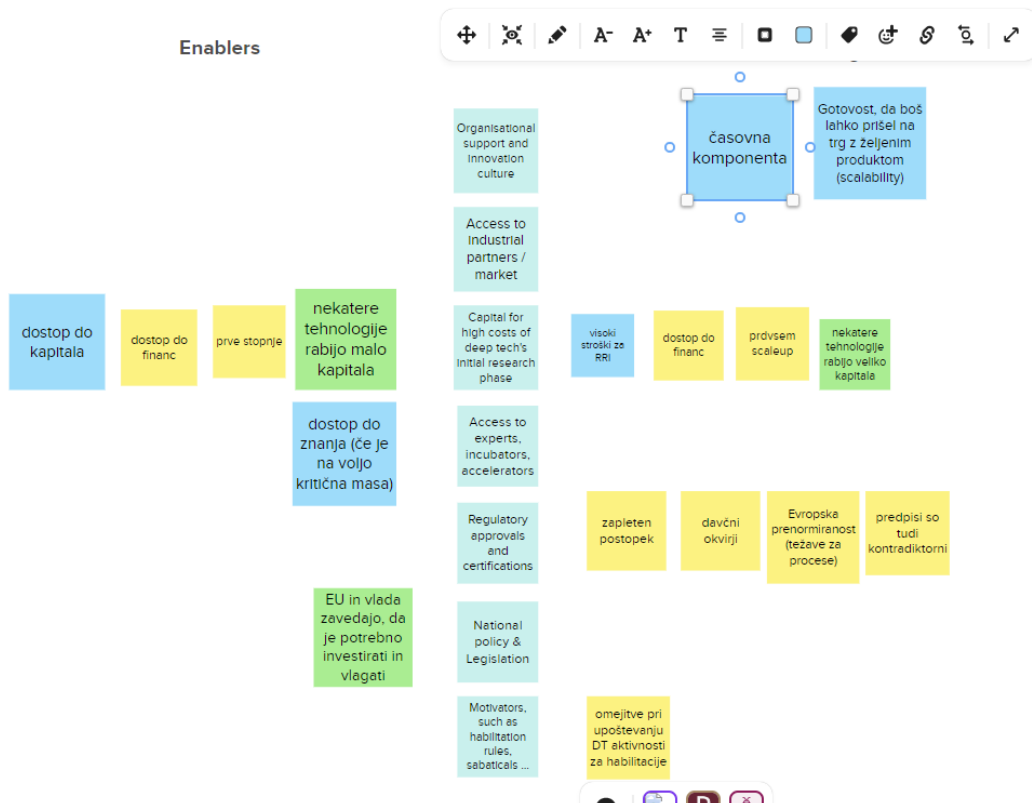 Enablers
A-
A+
T
Organisational
support and
innovation
culture
časovna
komponenta
Gotovost, da boš
lahko prišel na
trg z željenim
produktom
(scalability)
Access to
industrial
partners /
market
dostop do
kapitala
dostop do
financ
prve stopnje
nekatere
tehnologije
rabijo malo
kapitala
Capital for
high costs of
deep tech's
initial research
phase
visoki
stroški za
RRI
dostop do
financ
prdvsem
scaleup
nekatere
tehnologije
rabijo veliko
kapitala
dostop do
znanja (če je
na voljo
kritična masa)
Access to
experts,
incubators,
accelerators
Regulatory
approvals
and
certifications
zapleten
postopek
davčni
okvirji
Evropska
prenormiranost
(težave za
procese)
predpisi so
tudi
kontradiktorni
EU in vlada
zavedajo, da
je potrebno
investirati in
vlagati
National
policy &
Legislation
Motivators,
such as
habilitation
rules,
sabaticals ...
omejitve pri
upoštevanju
DT aktivnosti
za habilitacije